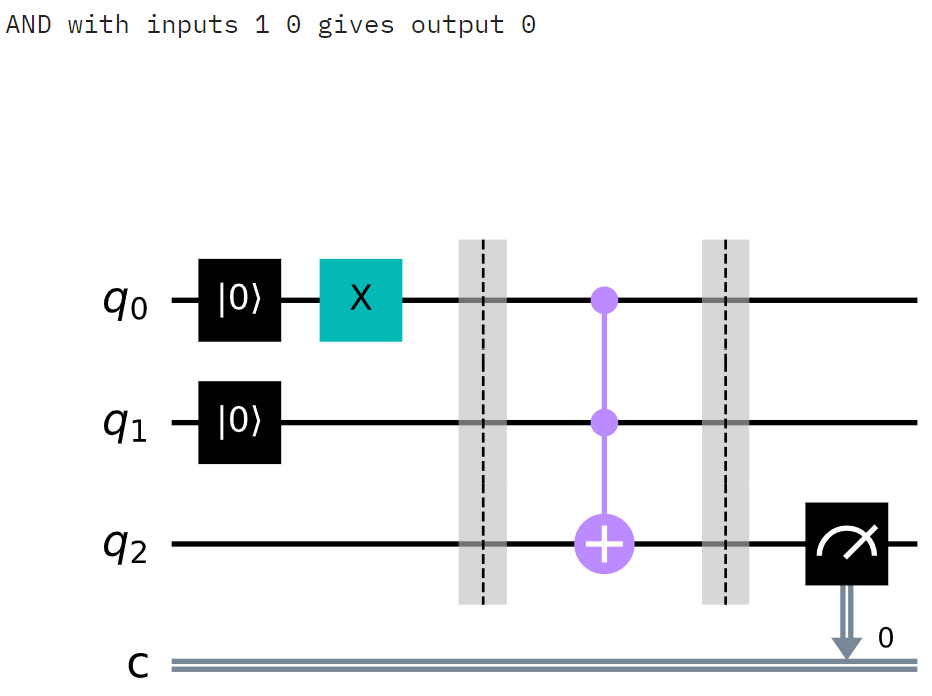 AND with inputs 1 0 gives output 0
q0 |0⟩ X
q1 |0⟩
q2
0
c